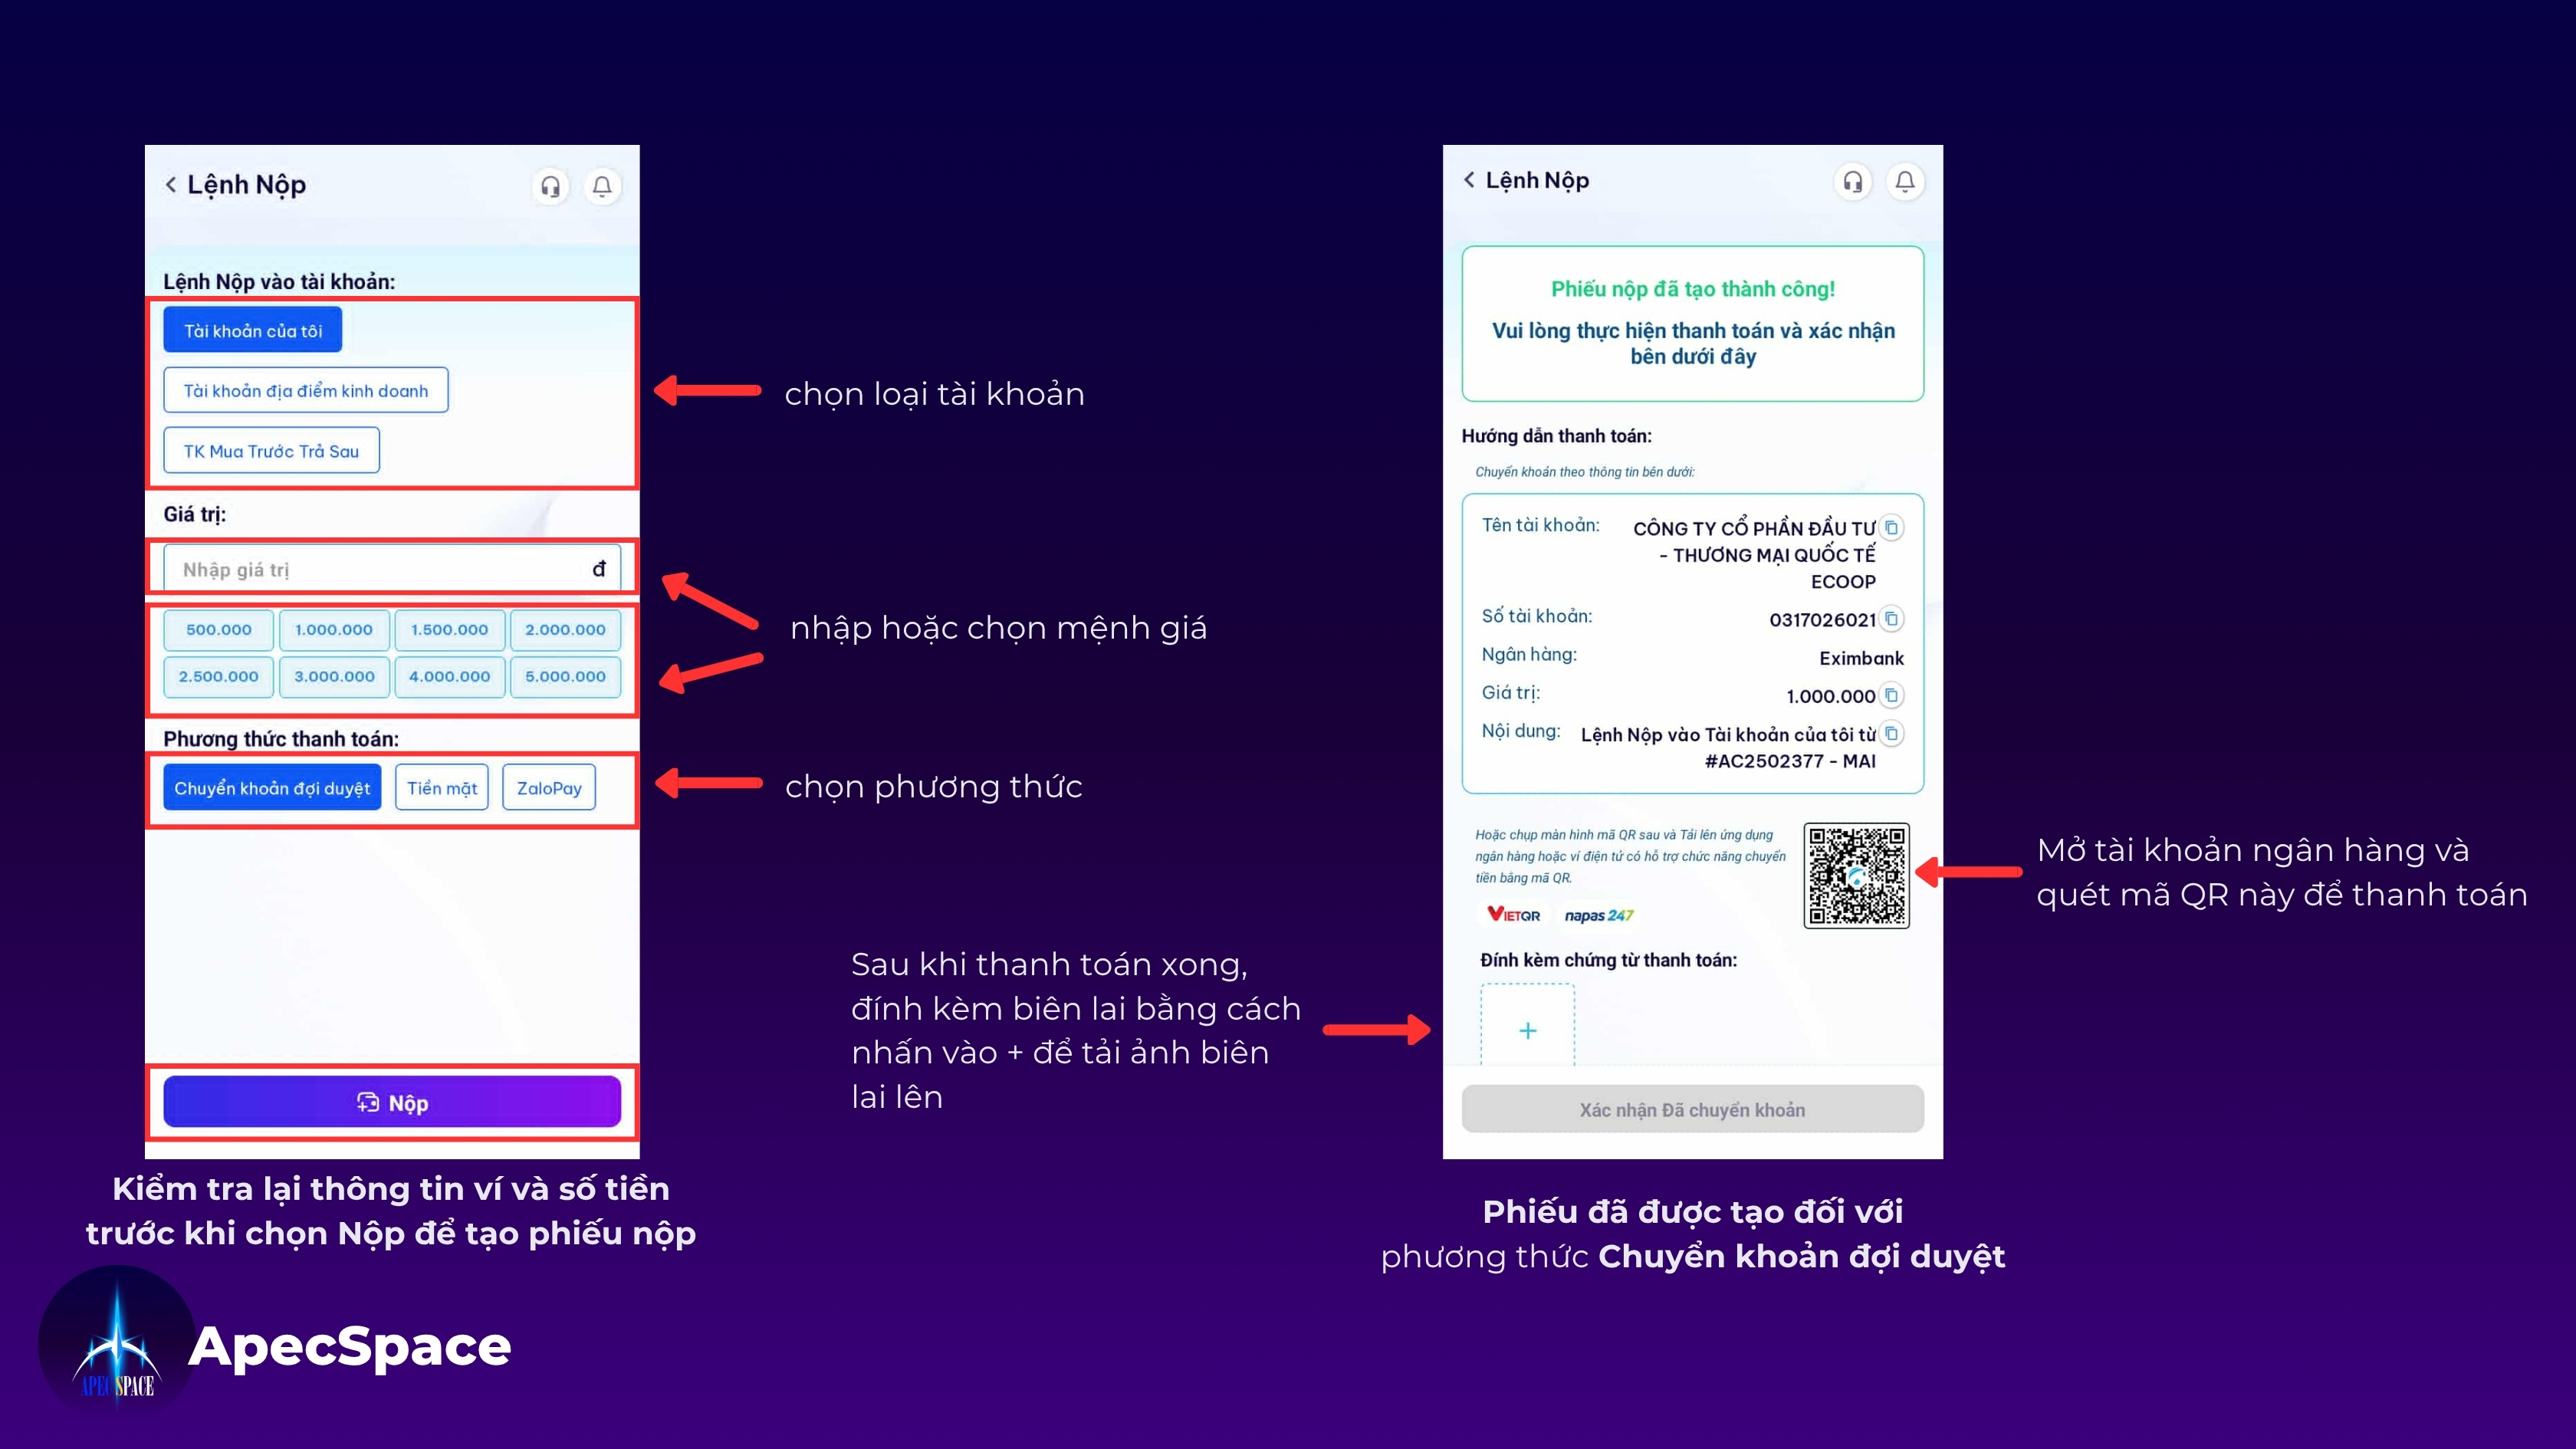 Lệnh Nộp
Lệnh Nộp vào tài khoản:
Tài khoản của tôi
Tài khoản địa điểm kinh doanh
TK Mua Trước Trả Sau
Giá trị:
Nhập giá trị đ
500.000 1.000.000 1.500.000 2.000.000
2.500.000 3.000.000 4.000.000 5.000.000
Phương thức thanh toán:
Chuyển khoản đợi duyệt Tiền mặt ZaloPay
Nộp
Kiểm tra lại thông tin ví và số tiền
trước khi chọn Nộp để tạo phiếu nộp
chọn loại tài khoản
nhập hoặc chọn mệnh giá
chọn phương thức
Sau khi thanh toán xong,
đính kèm biên lai bằng cách
nhấn vào + để tải ảnh biên
lai lên
Lệnh Nộp
Phiếu nộp đã tạo thành công!
Vui lòng thực hiện thanh toán và xác nhận
bên dưới đây
Hướng dẫn thanh toán:
Chuyển khoản theo thông tin bên dưới:
Tên tài khoản: CÔNG TY CỔ PHẦN ĐẦU TƯ
- THƯƠNG MẠI QUỐC TẾ
ECOOP
Số tài khoản: 0317026021
Ngân hàng: Eximbank
Giá trị: 1.000.000
Nội dung: Lệnh Nộp vào Tài khoản của tôi từ
#AC2502377 - MAI
Hoặc chụp màn hình mã QR sau và Tải lên ứng dụng
ngân hàng hoặc ví điện tử có hỗ trợ chức năng chuyển
tiền bằng mã QR.
VIETQR napas 247
Đính kèm chứng từ thanh toán:
+
Xác nhận Đã chuyển khoản
Phiếu đã được tạo đối với
phương thức Chuyển khoản đợi duyệt
Mở tài khoản ngân hàng và
quét mã QR này để thanh toán
APECSPACE
ApecSpace